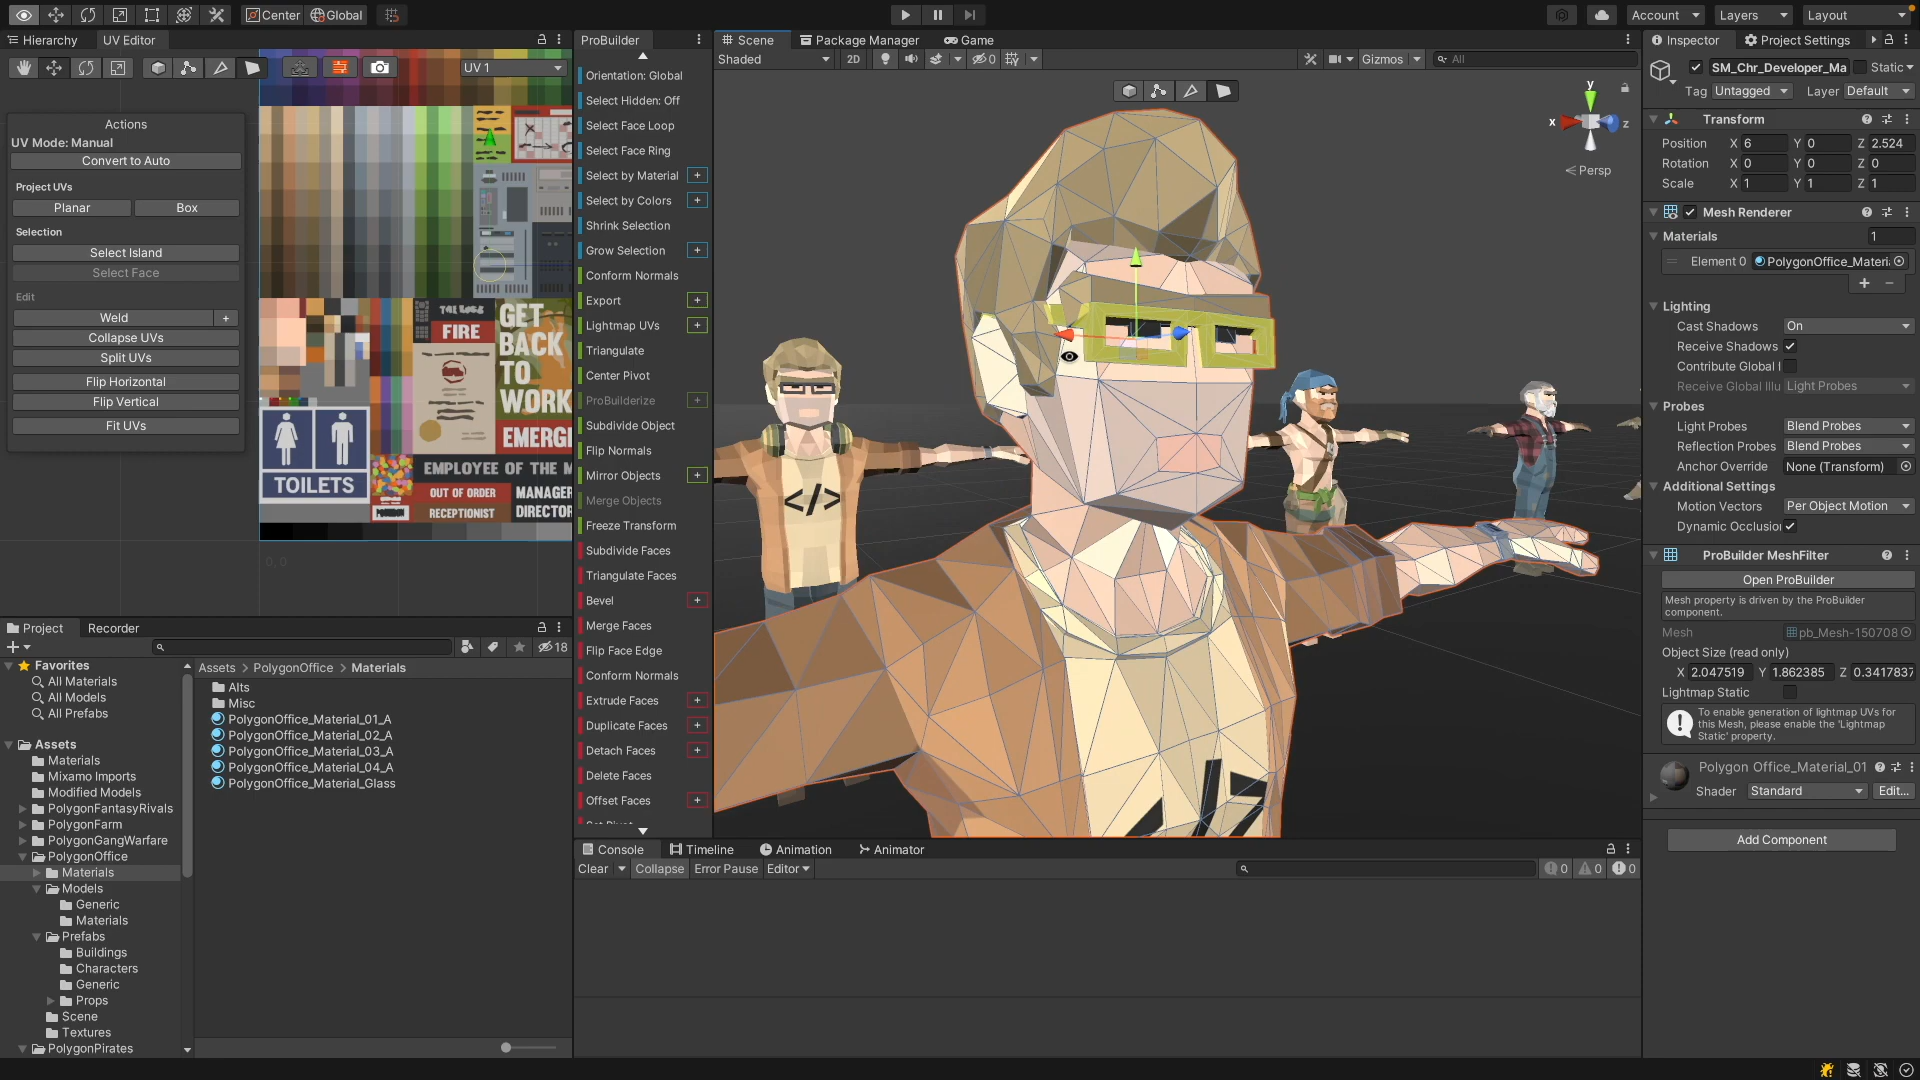 Center
Global
Account
Layers
Layout
Hierarchy
UV Editor
UV 1
Actions
UV Mode: Manual
Convert to Auto
Project UVs
Planar
Box
Selection
Select Island
Select Face
Edit
Weld
+
Collapse UVs
Split UVs
Flip Horizontal
Flip Vertical
Fit UVs
FIRE
GET
BACK
TO
WORK
EMERG
TOILETS
EMPLOYEE OF THE M
OUT OF ORDER
MANAGER
RECEPTIONIST
DIRECTOR
0, 0
ProBuilder
Orientation: Global
Select Hidden: Off
Select Face Loop
Select Face Ring
Select by Material +
Select by Colors +
Shrink Selection
Grow Selection +
Conform Normals
Export +
Lightmap UVs +
Triangulate
Center Pivot
ProBuilderize +
Subdivide Object
Flip Normals
Mirror Objects +
Merge Objects
Freeze Transform
Subdivide Faces
Triangulate Faces
Bevel +
Merge Faces
Flip Face Edge
Conform Normals
Extrude Faces +
Duplicate Faces +
Detach Faces +
Delete Faces
Offset Faces +
Scene
Package Manager
Game
Shaded
2D
0
Gizmos
All
y
x
z
Persp
</>
Project
Recorder
18
Favorites
All Materials
All Models
All Prefabs
Assets
Materials
Mixamo Imports
Modified Models
PolygonFantasyRivals
PolygonFarm
PolygonGangWarfare
PolygonOffice
Materials
Models
Generic
Materials
Prefabs
Buildings
Characters
Generic
Props
Scene
Textures
PolygonPirates
Assets > PolygonOffice > Materials
Alts
Misc
PolygonOffice_Material_01_A
PolygonOffice_Material_02_A
PolygonOffice_Material_03_A
PolygonOffice_Material_04_A
PolygonOffice_Material_Glass
Console
Timeline
Animation
Animator
Clear
Collapse
Error Pause
Editor
0
0
0
Inspector
Project Settings
SM_Chr_Developer_Ma
Static
Tag Untagged
Layer Default
Transform
Position X 6 Y 0 Z 2.524
Rotation X 0 Y 0 Z 0
Scale X 1 Y 1 Z 1
Mesh Renderer
Materials 1
Element 0 PolygonOffice_Materi
+ −
Lighting
Cast Shadows On
Receive Shadows
Contribute Global I
Receive Global Illu Light Probes
Probes
Light Probes Blend Probes
Reflection Probes Blend Probes
Anchor Override None (Transform)
Additional Settings
Motion Vectors Per Object Motion
Dynamic Occlusio
ProBuilder MeshFilter
Open ProBuilder
Mesh property is driven by the ProBuilder
component.
Mesh pb_Mesh-150708
Object Size (read only)
X 2.047519 Y 1.862385 Z 0.3417837
Lightmap Static
To enable generation of lightmap UVs for
this Mesh, please enable the 'Lightmap
Static' property.
Polygon Office_Material_01
Shader Standard Edit...
Add Component